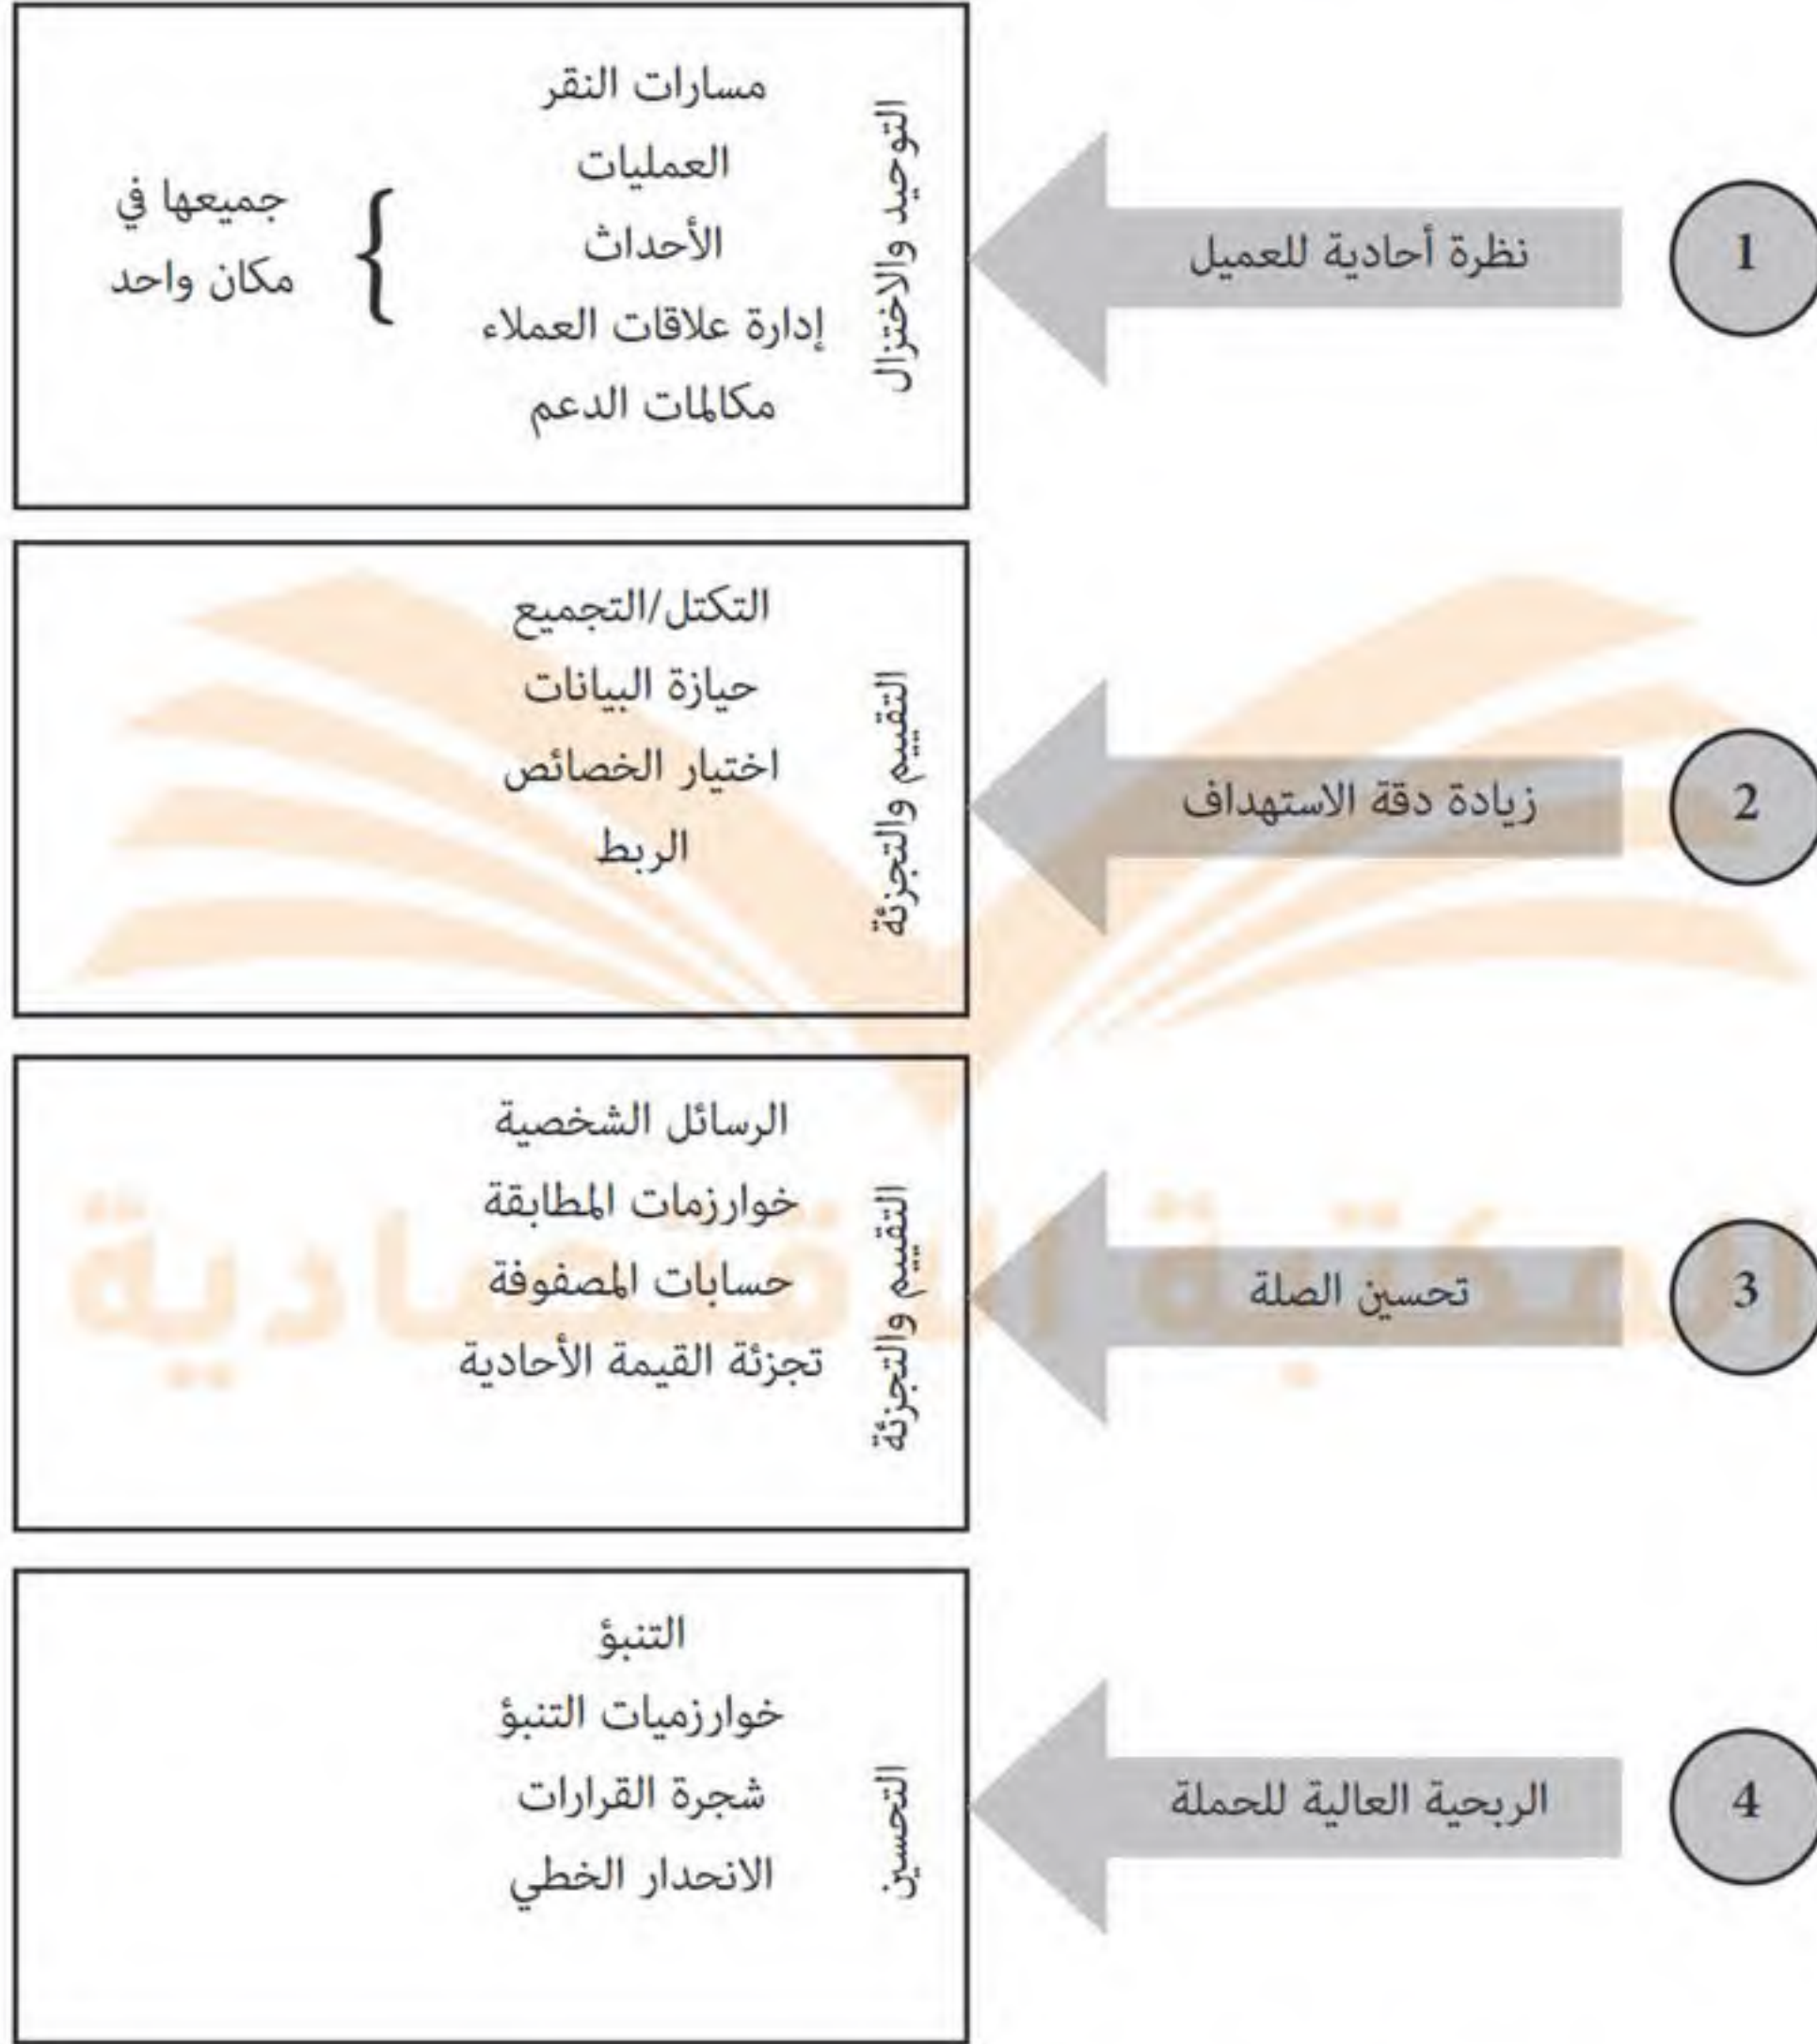 1
نظرة أحادية للعميل
التوحيد والاختزال
مسارات النقر
العمليات
الأحداث
إدارة علاقات العملاء
مكالمات الدعم
{
جميعها في
مكان واحد
2
زيادة دقة الاستهداف
التقييم والتجزئة
التكتل/التجميع
حيازة البيانات
اختيار الخصائص
الربط
3
تحسين الصلة
التقييم والتجزئة
الرسائل الشخصية
خوارزمات المطابقة
حسابات المصفوفة
تجزئة القيمة الأحادية
4
الربحية العالية للحملة
التحسين
التنبؤ
خوارزميات التنبؤ
شجرة القرارات
الانحدار الخطي
المكتبة الاقتصادية